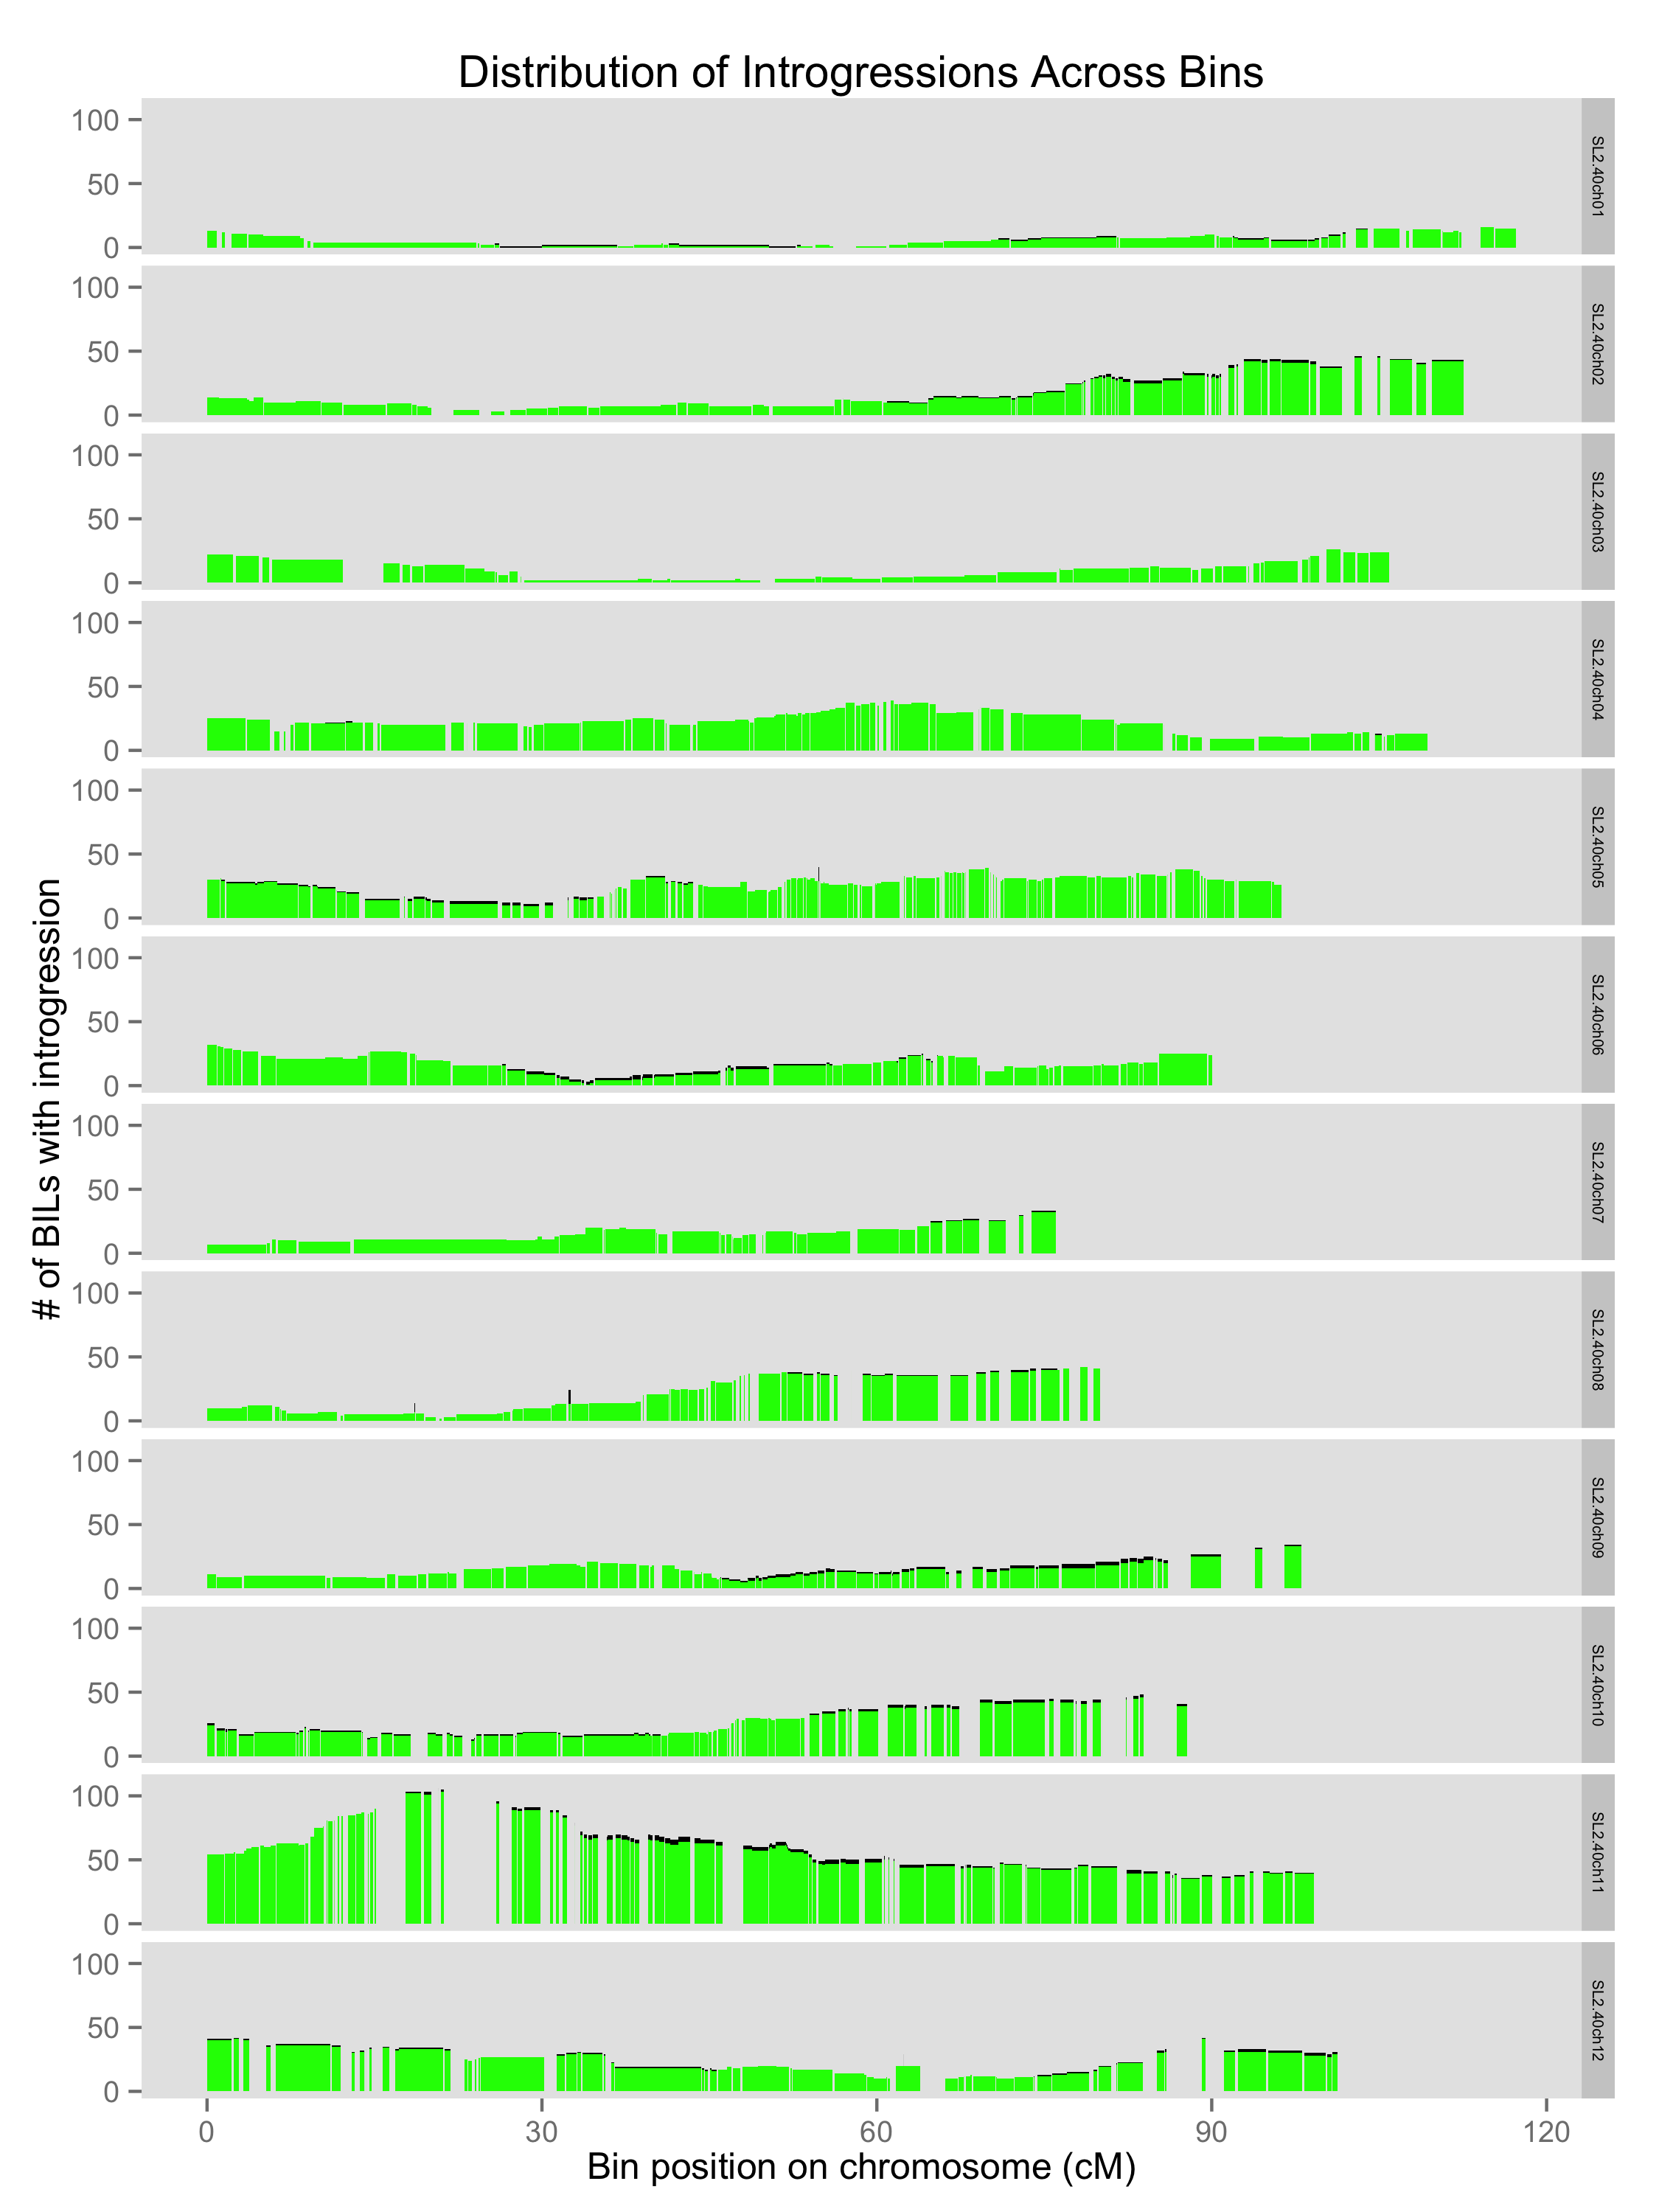 Distribution of Introgressions Across Bins
# of BILs with introgression
100
50
0
SL2.40ch01
100
50
0
SL2.40ch02
100
50
0
SL2.40ch03
100
50
0
SL2.40ch04
100
50
0
SL2.40ch05
100
50
0
SL2.40ch06
100
50
0
SL2.40ch07
100
50
0
SL2.40ch08
100
50
0
SL2.40ch09
100
50
0
SL2.40ch10
100
50
0
SL2.40ch11
100
50
0
SL2.40ch12
0 30 60 90 120
Bin position on chromosome (cM)